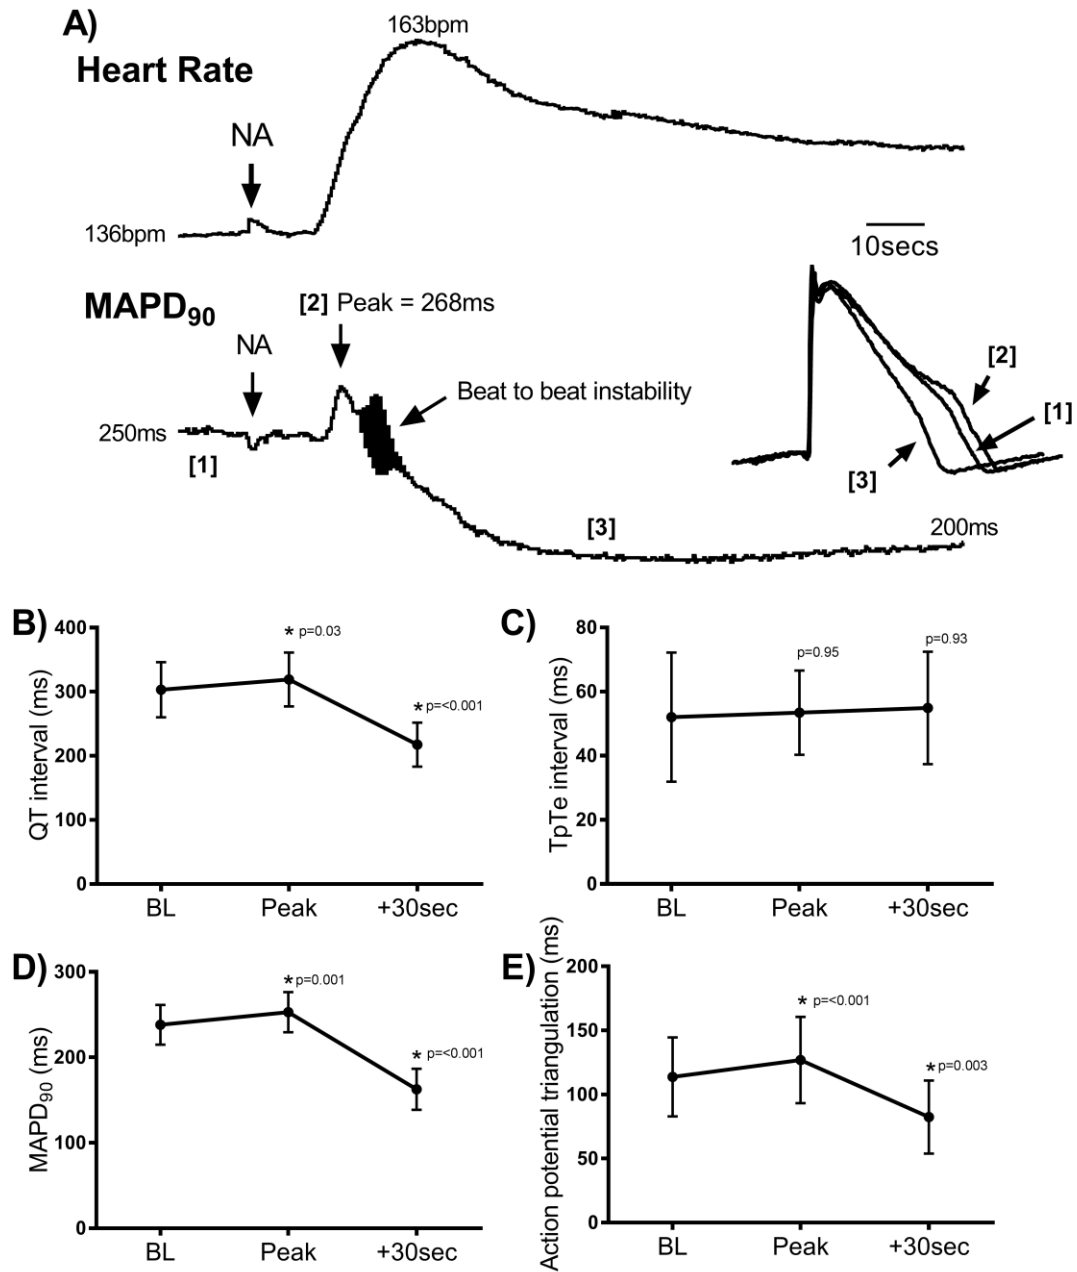 A)
163bpm
Heart Rate
NA
136bpm
10secs
MAPD90
[2] Peak = 268ms
NA
Beat to beat instability
250ms
[1]
[3]
200ms
[2]
[1]
[3]
B)
QT interval (ms)
400
300
200
100
0
* p=0.03
* p=<0.001
BL Peak +30sec
C)
TpTe interval (ms)
80
60
40
20
0
p=0.95
p=0.93
BL Peak +30sec
D)
MAPD90 (ms)
300
200
100
0
* p=0.001
* p=<0.001
BL Peak +30sec
E)
Action potential triangulation (ms)
200
150
100
50
0
* p=<0.001
* p=0.003
BL Peak +30sec